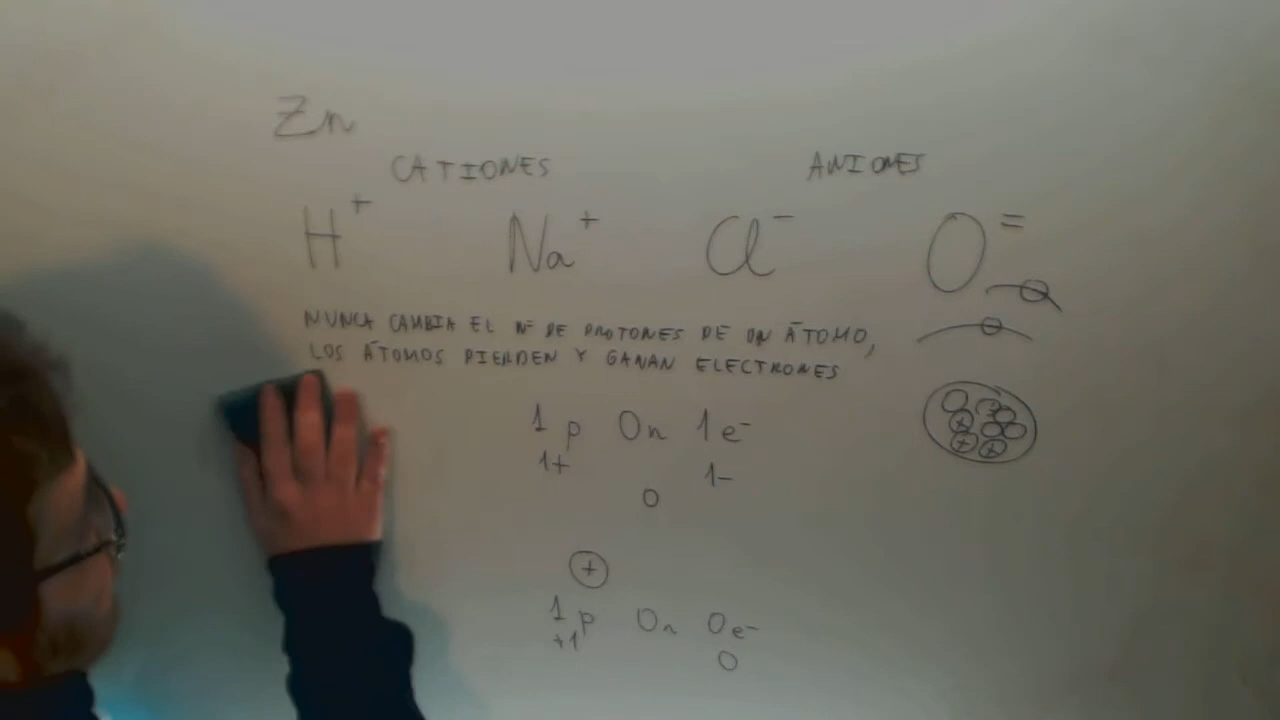 Zn
CATIONES ANIONES
H⁺ Na⁺ Cl⁻ O⁼
NUNCA CAMBIA EL Nº DE PROTONES DE UN ÁTOMO,
LOS ÁTOMOS PIERDEN Y GANAN ELECTRONES
1p 0n 1e⁻
1+ 1-
0
+
1p 0n 0e⁻
+1 0